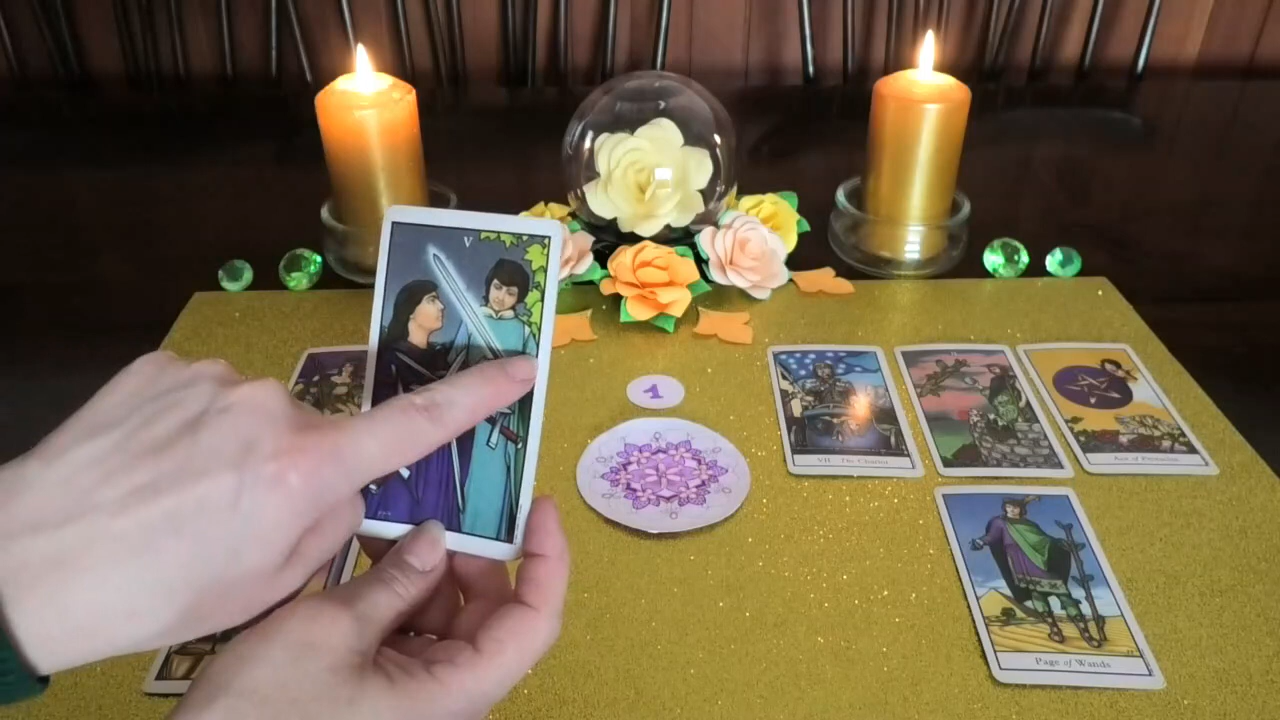 V
1
VII The Chariot
Ace of Pentacles
Page of Wands